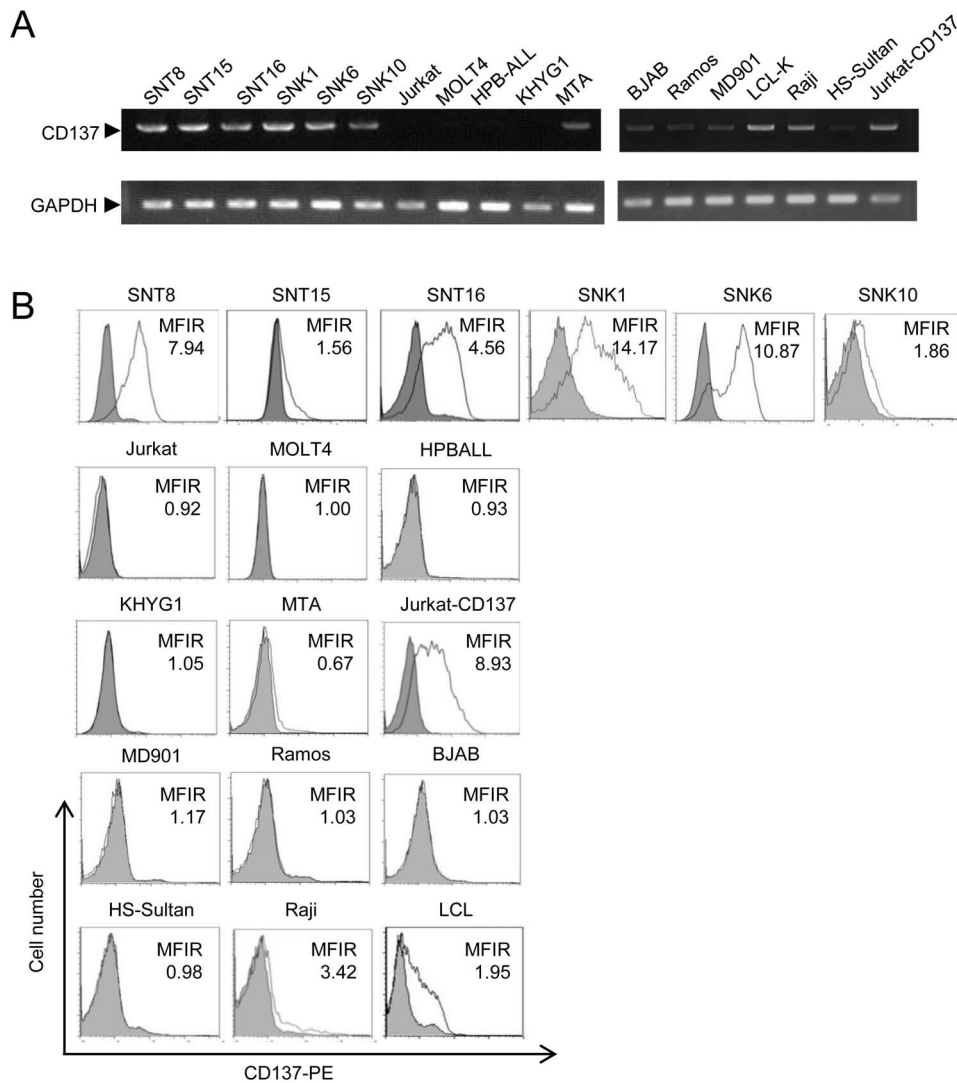 A
SNT8 SNT15 SNT16 SNK1 SNK6 SNK10 Jurkat MOLT4 HPB-ALL KHYG1 MTA BJAB Ramos MD901 LCL-K Raji HS-Sultan Jurkat-CD137
CD137
GAPDH
B
SNT8 SNT15 SNT16 SNK1 SNK6 SNK10
MFIR MFIR MFIR MFIR MFIR MFIR
7.94 1.56 4.56 14.17 10.87 1.86
Jurkat MOLT4 HPBALL
MFIR MFIR MFIR
0.92 1.00 0.93
KHYG1 MTA Jurkat-CD137
MFIR MFIR MFIR
1.05 0.67 8.93
MD901 Ramos BJAB
MFIR MFIR MFIR
1.17 1.03 1.03
HS-Sultan Raji LCL
MFIR MFIR MFIR
0.98 3.42 1.95
Cell number
CD137-PE